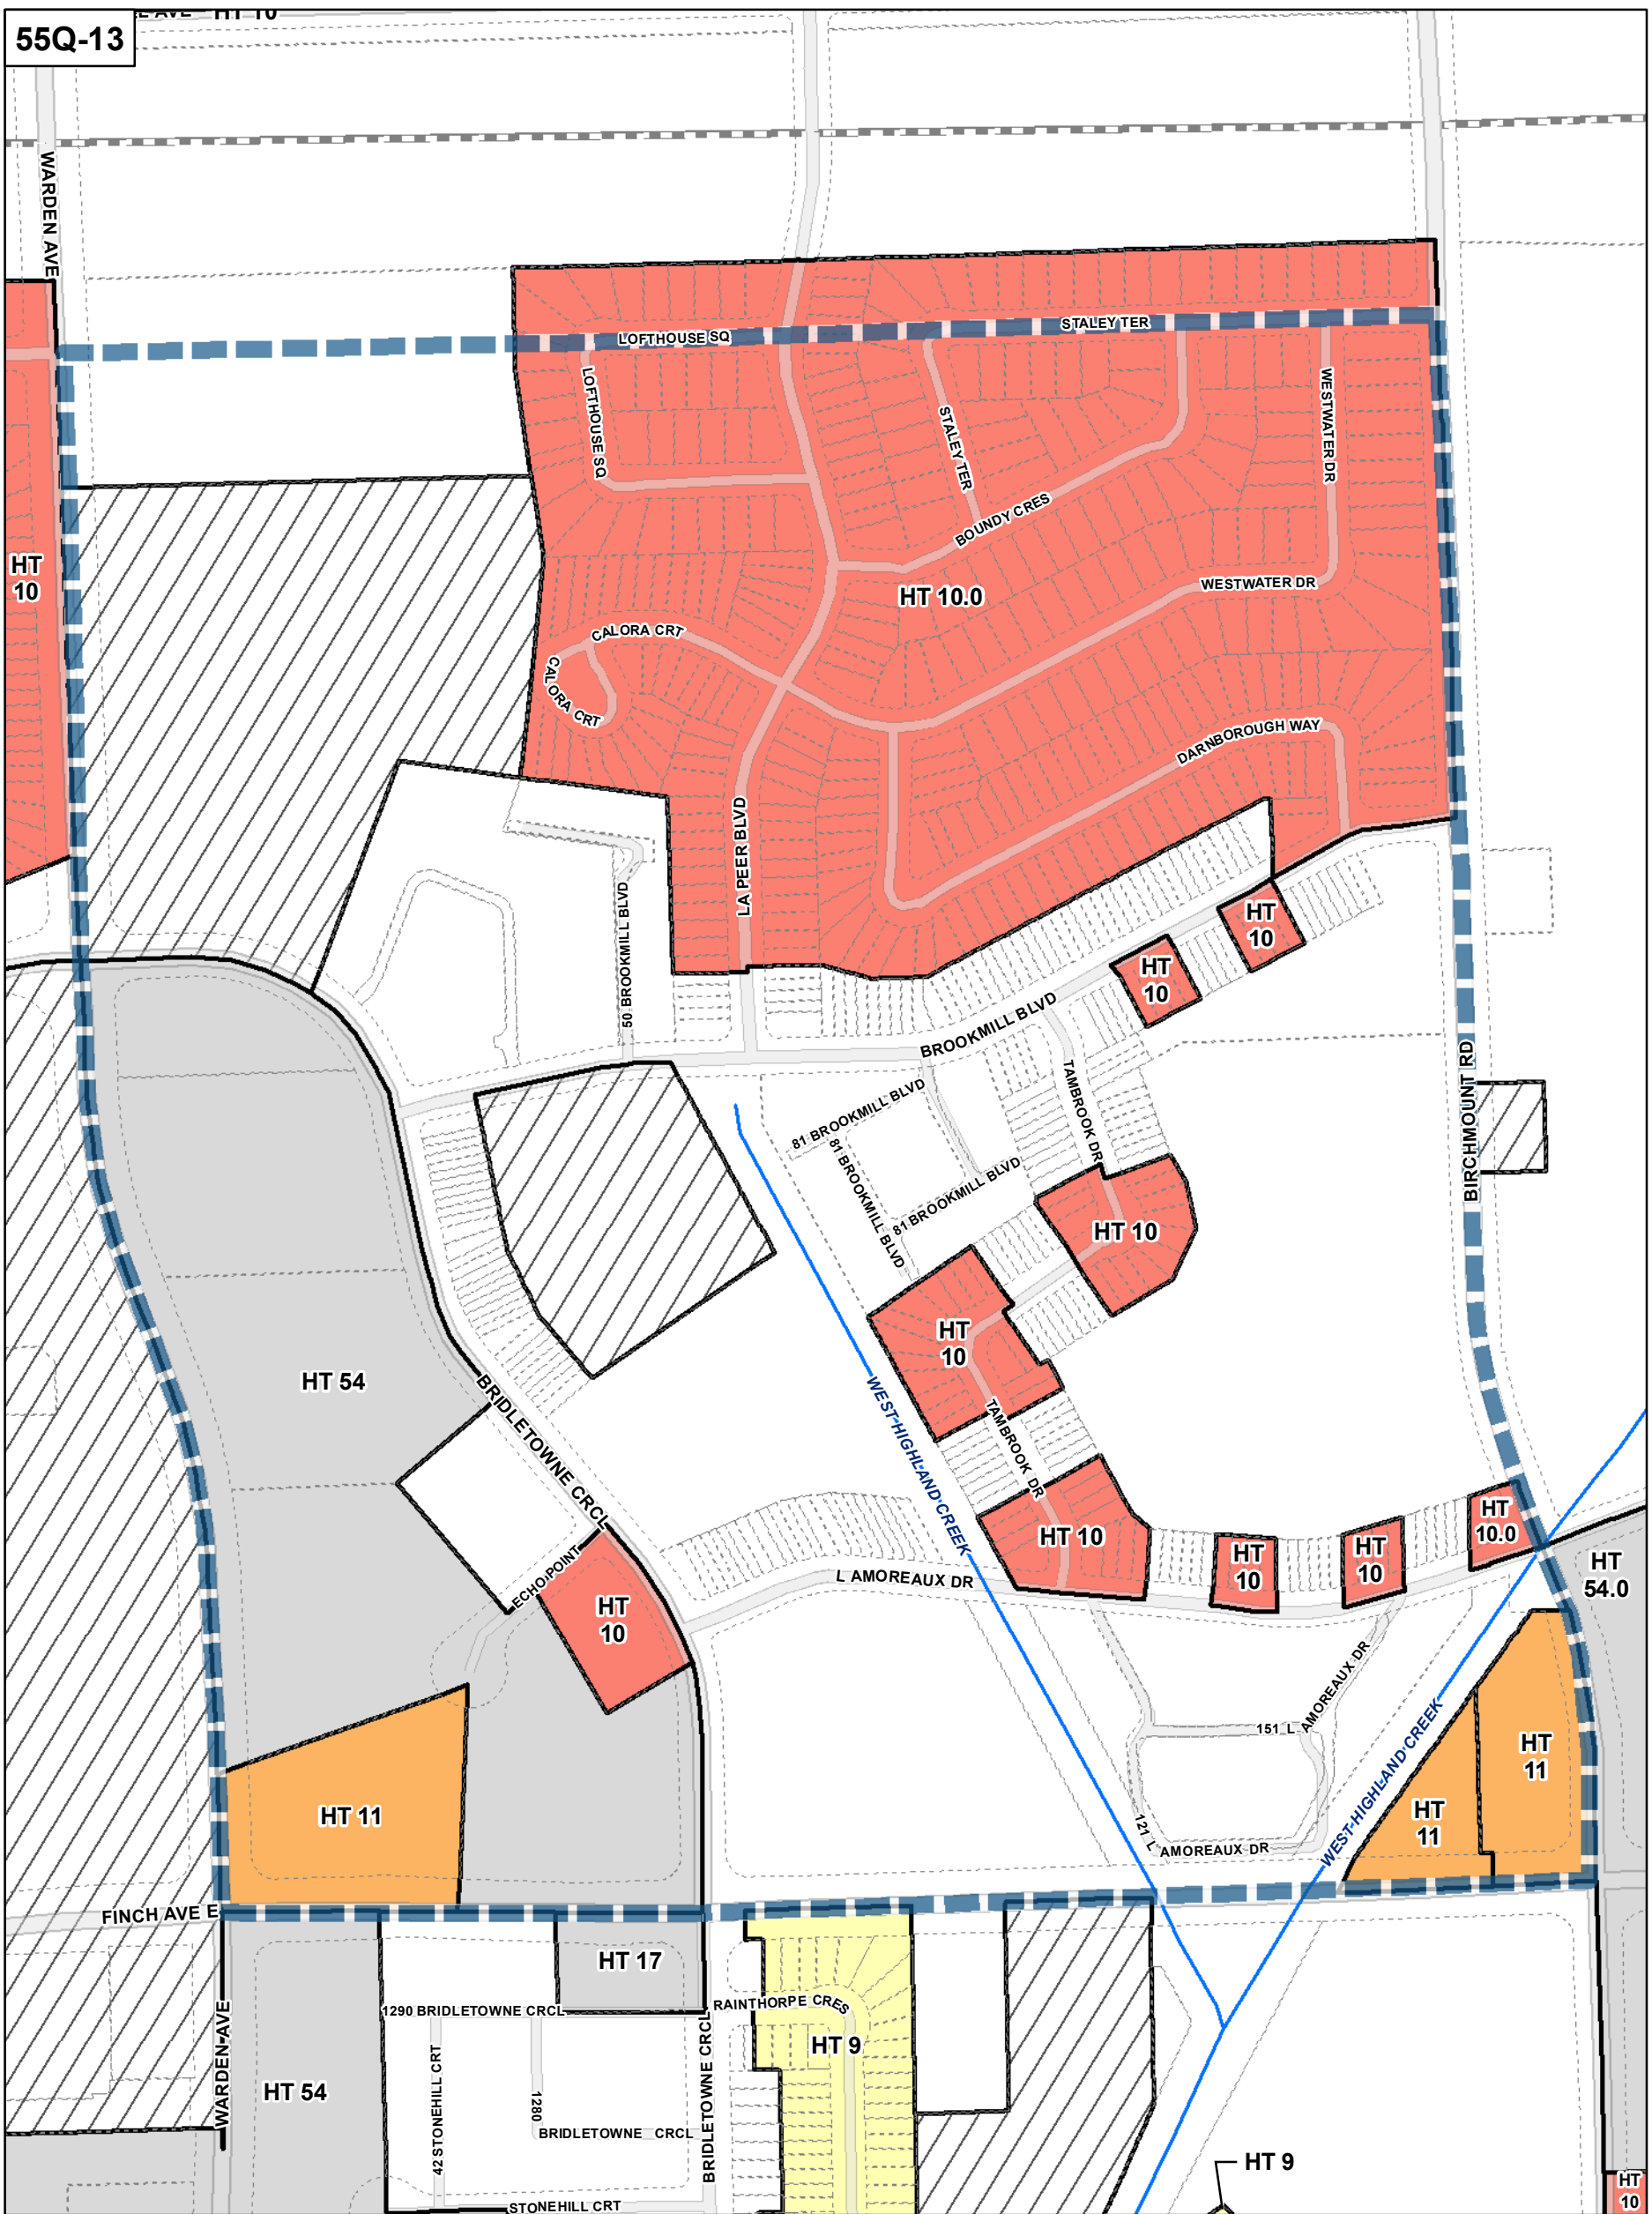 55Q-13
HT 10
WARDEN AVE
LOFTHOUSE SQ
STALEY TER
LOFTHOUSE SQ
STALEY TER
WESTWATER DR
BOUNDY CRES
HT
10
HT 10.0
WESTWATER DR
CALORA CRT
CALORA CRT
DARNBOROUGH WAY
LA PEER BLVD
50 BROOKMILL BLVD
HT
10
HT
10
BROOKMILL BLVD
TAMBROOK DR
BIRCHMOUNT RD
81 BROOKMILL BLVD
81 BROOKMILL BLVD
81 BROOKMILL BLVD
HT 10
HT
10
HT 54
BRIDLETOWNE CRCL
WEST HIGHLAND CREEK
TAMBROOK DR
HT 10
HT
10
HT
10
HT
10.0
HT
54.0
ECHO POINT
L AMOREAUX DR
HT
10
151 L AMOREAUX DR
WEST HIGHLAND CREEK
HT
11
HT
11
HT 11
121 L AMOREAUX DR
FINCH AVE E
HT 17
1290 BRIDLETOWNE CRCL
RAINTHORPE CRES
HT 9
WARDEN AVE
HT 54
42 STONEHILL CRT
1280 BRIDLETOWNE CRCL
BRIDLETOWNE CRCL
STONEHILL CRT
HT 9
HT
10